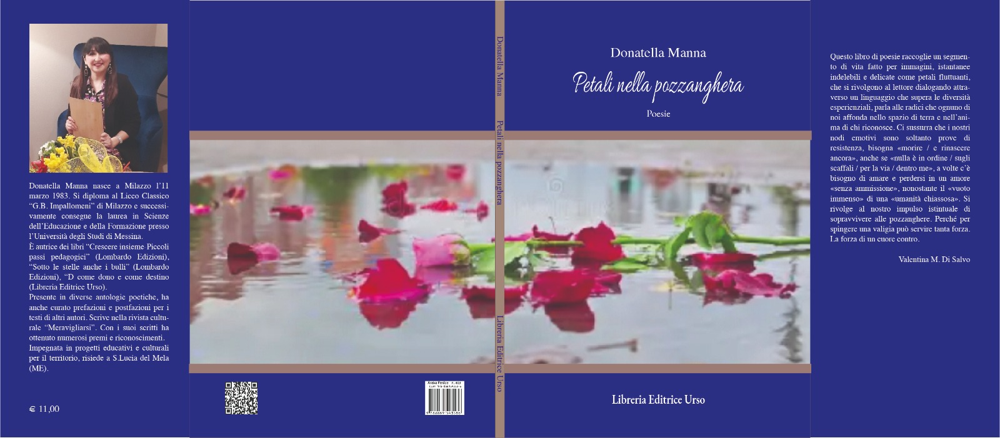 Donatella Manna nasce a Milazzo l'11
marzo 1983. Si diploma al Liceo Classico
“G.B. Impallomeni” di Milazzo e successi-
vamente consegue la laurea in Scienze
dell’Educazione e della Formazione presso
l’Università degli Studi di Messina.
È autrice dei libri “Crescere insieme-Piccoli
passi pedagogici” (Lombardo Edizioni),
“Sotto le stelle anche i bulli” (Lombardo
Edizioni), “D come dono e come destino
(Libreria Editrice Urso).
Presente in diverse antologie poetiche, ha
anche curato prefazioni e postfazioni per i
testi di altri autori. Scrive nella rivista cultu-
rale “Meravigliarsi”. Con i suoi scritti ha
ottenuto numerosi premi e riconoscimenti.
Impegnata in progetti educativi e culturali
per il territorio, risiede a S.Lucia del Mela
(ME).
€ 11,00
Araba Fenice n. 469
Donatella Manna Petali nella pozzanghera Libreria Editrice Urso
Donatella Manna
Petali nella pozzanghera
Poesie
Libreria Editrice Urso
Questo libro di poesie raccoglie un segmen-
to di vita fatto per immagini, istantanee
indelebili e delicate come petali fluttuanti,
che si rivolgono al lettore dialogando attra-
verso un linguaggio che supera le diversità
esperienziali, parla alle radici che ognuno di
noi affonda nello spazio di terra e nell’ani-
ma di chi riconosce. Ci sussurra che i nostri
nodi emotivi sono soltanto prove di
resistenza, bisogna «morire / e rinascere
ancora», anche se «nulla è in ordine / sugli
scaffali / per la via / dentro me», a volte c’è
bisogno di amare e perdersi in un amore
«senza ammissione», nonostante il «vuoto
immenso» di una «umanità chiassosa». Si
rivolge al nostro impulso istintuale di
sopravvivere alle pozzanghere. Perché per
spingere una valigia può servire tanta forza.
La forza di un cuore contro.
Valentina M. Di Salvo